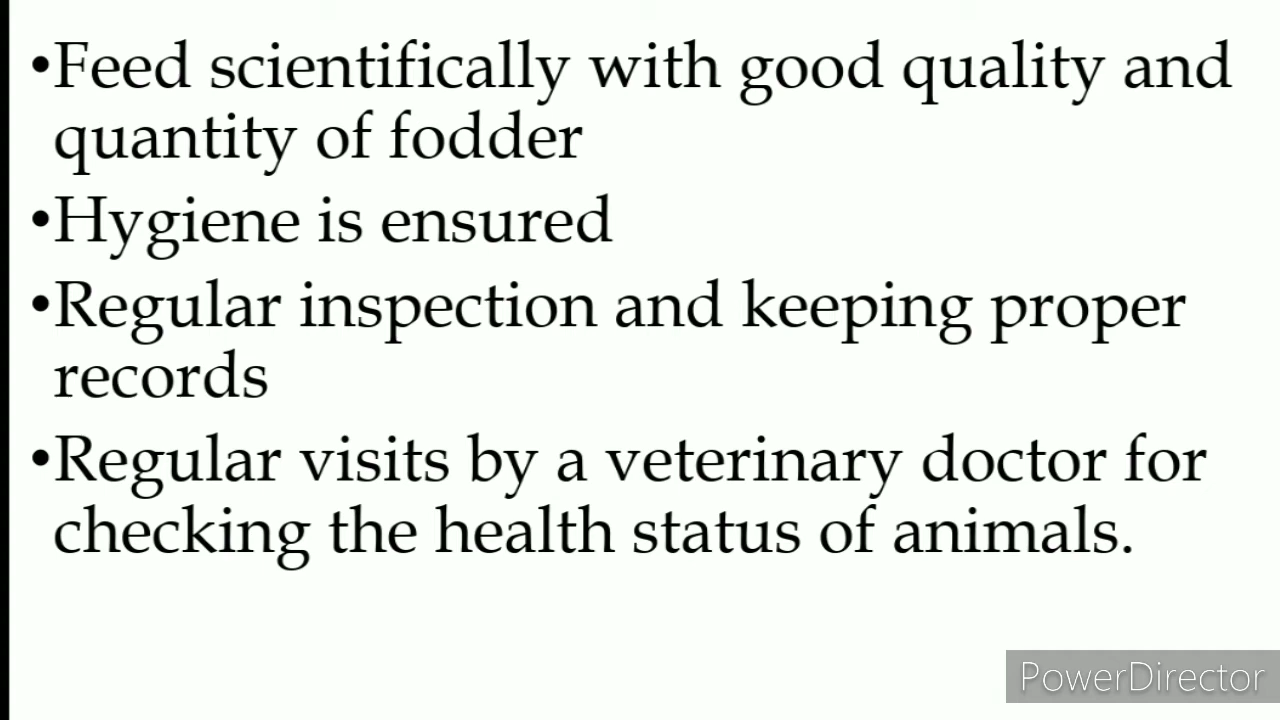 •Feed scientifically with good quality and
quantity of fodder
•Hygiene is ensured
•Regular inspection and keeping proper
records
•Regular visits by a veterinary doctor for
checking the health status of animals.
PowerDirector